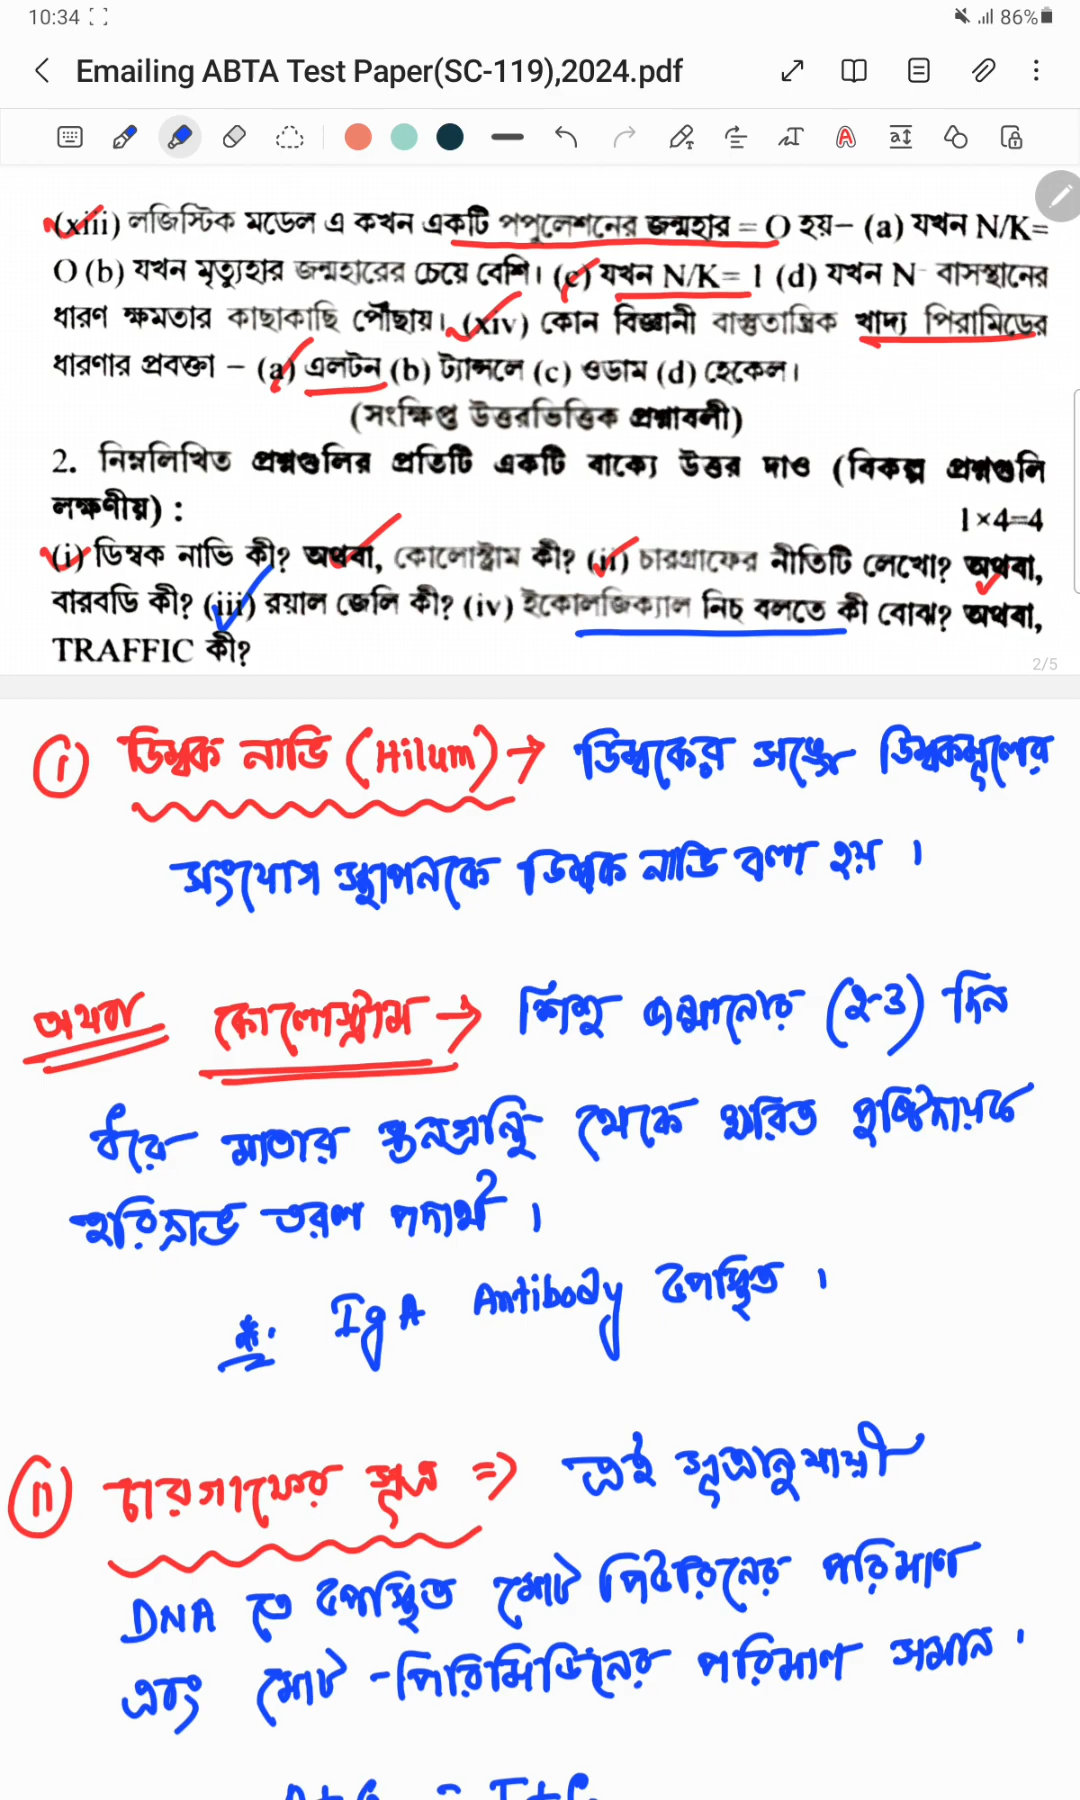 10:34
86%
Emailing ABTA Test Paper(SC-119),2024.pdf
(xiii) লজিস্টিক মডেল এ কখন একটি পপুলেশনের জন্মহার = O হয়– (a) যখন N/K=
O (b) যখন মৃত্যুহার জন্মহারের চেয়ে বেশি। (c) যখন N/K= 1 (d) যখন N বাসস্থানের
ধারণ ক্ষমতার কাছাকাছি পৌঁছায়। (xiv) কোন বিজ্ঞানী বাস্তুতান্ত্রিক খাদ্য পিরামিডের
ধারণার প্রবক্তা – (a) এলটন (b) ট্যান্সলে (c) ওডাম (d) হেকেল।
(সংক্ষিপ্ত উত্তরভিত্তিক প্রশ্নাবলী)
2. নিম্নলিখিত প্রশ্নগুলির প্রতিটি একটি বাক্যে উত্তর দাও (বিকল্প প্রশ্নগুলি
লক্ষণীয়) : 1×4=4
(i) ডিম্বক নাভি কী? অথবা, কোলোস্ট্রাম কী? (ii) চারগ্রাফের নীতিটি লেখো? অথবা,
বারবডি কী? (iii) রয়াল জেলি কী? (iv) ইকোলজিক্যাল নিচ বলতে কী বোঝ? অথবা,
TRAFFIC কী?
2/5
i ডিম্বক নাভি (Hilum) → ডিম্বকের সঙ্গে ডিম্বকমূলের
সংযোগ স্থাপনকে ডিম্বক নাভি বলা হয় ।
অথবা কোলোস্ট্রাম → শিশু জন্মানোর (২-3) দিন
ধরে মাতার স্তনগ্রন্থি থেকে ক্ষরিত পুষ্টিদায়ক
হরিদ্রাভ তরল পদার্থ ।
*. IgA Antibody উপস্থিত ।
ii চারগাফের সূত্র ⇒ এই সূত্রানুযায়ী
DNA তে উপস্থিত মোট পিউরিনের পরিমাণ
এবং মোট পিরিমিডিনের পরিমাণ সমান ।